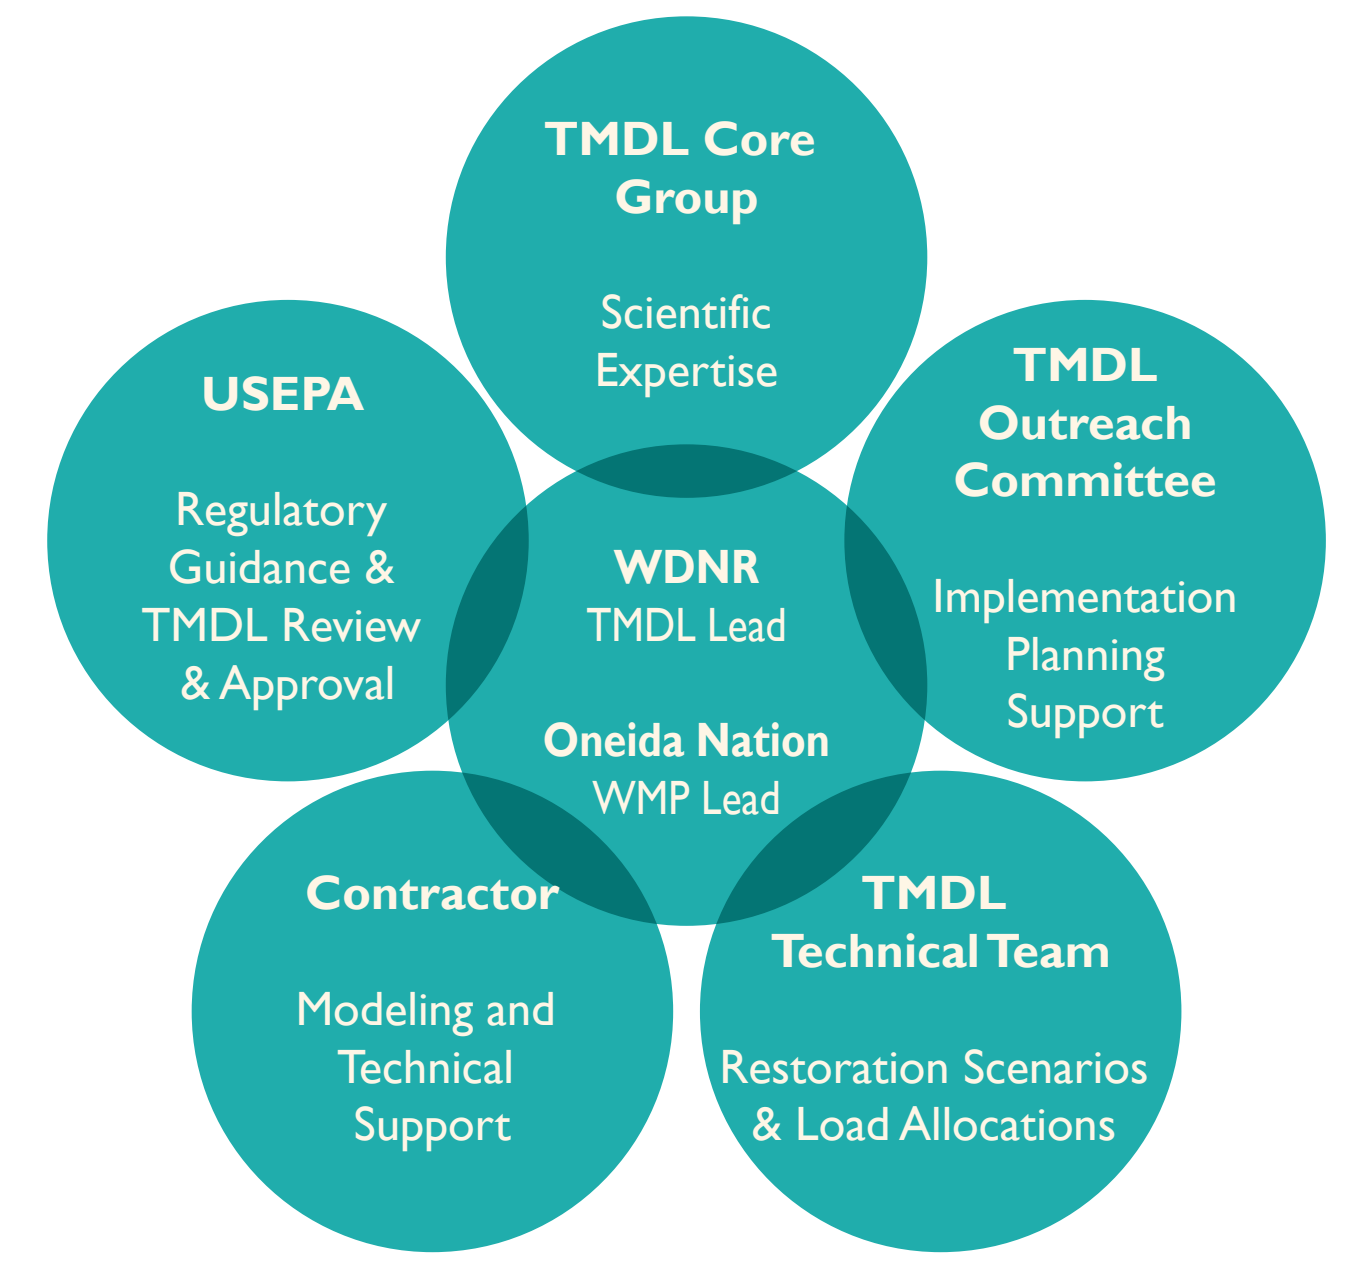 TMDL Core
Group
Scientific
Expertise
USEPA
Regulatory
Guidance &
TMDL Review
& Approval
WDNR
TMDL Lead
Oneida Nation
WMP Lead
TMDL
Outreach
Committee
Implementation
Planning
Support
Contractor
Modeling and
Technical
Support
TMDL
Technical Team
Restoration Scenarios
& Load Allocations